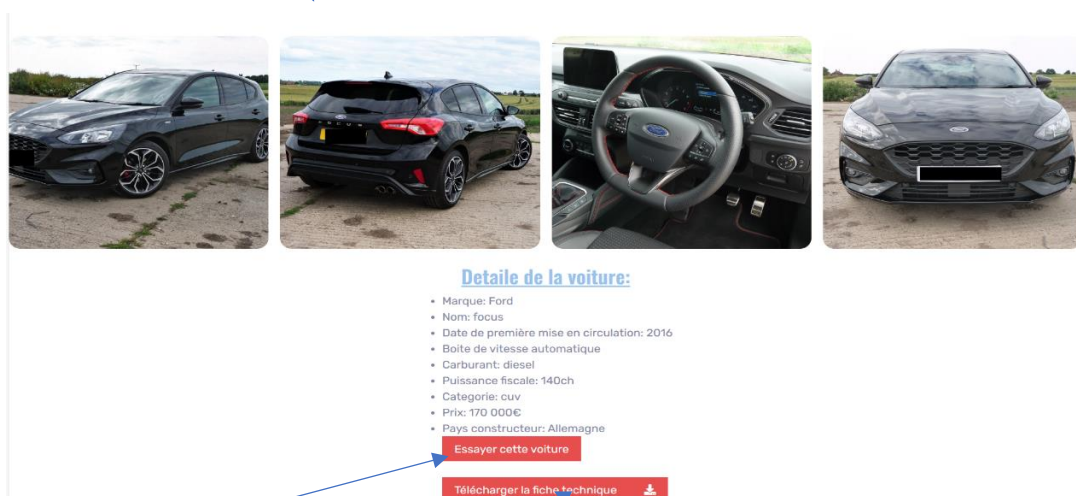 Detaile de la voiture:
Marque: Ford
Nom: focus
Date de première mise en circulation: 2016
Boite de vitesse automatique
Carburant: diesel
Puissance fiscale: 140ch
Categorie: cuv
Prix: 170 000€
Pays constructeur: Allemagne
Essayer cette voiture
Télécharger la fiche technique